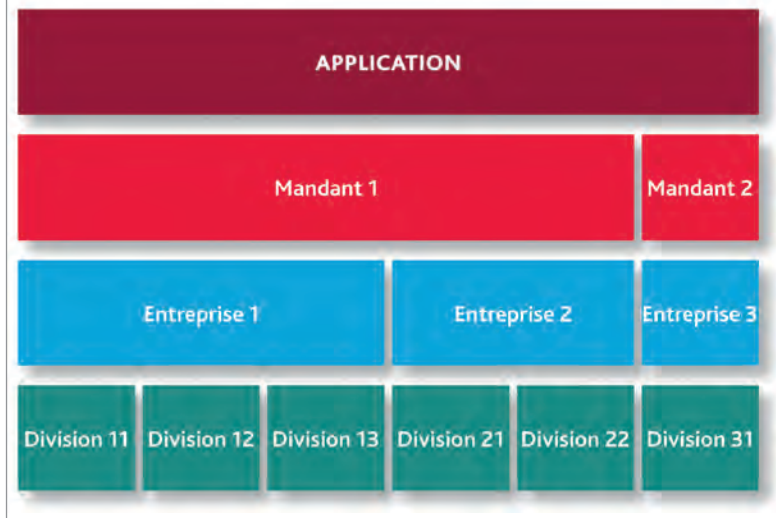 APPLICATION
Mandant 1
Mandant 2
Entreprise 1
Entreprise 2
Entreprise 3
Division 11
Division 12
Division 13
Division 21
Division 22
Division 31